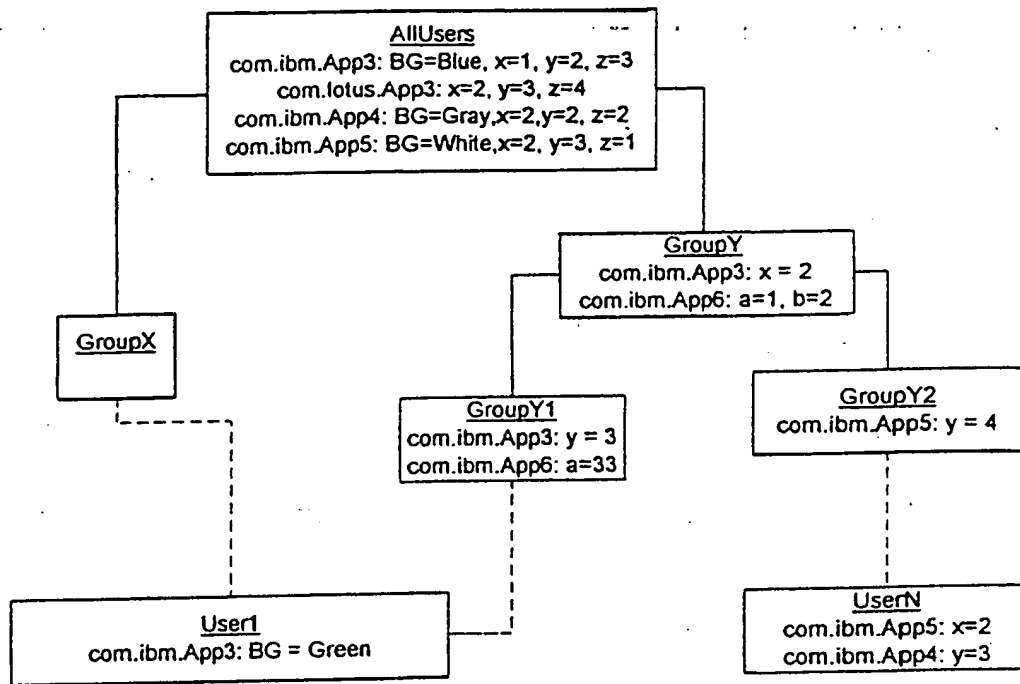 AllUsers
com.ibm.App3: BG=Blue, x=1, y=2, z=3
com.lotus.App3: x=2, y=3, z=4
com.ibm.App4: BG=Gray,x=2,y=2, z=2
com.ibm.App5: BG=White,x=2, y=3, z=1
GroupY
com.ibm.App3: x = 2
com.ibm.App6: a=1, b=2
GroupX
GroupY1
com.ibm.App3: y = 3
com.ibm.App6: a=33
GroupY2
com.ibm.App5: y = 4
User1
com.ibm.App3: BG = Green
UserN
com.ibm.App5: x=2
com.ibm.App4: y=3